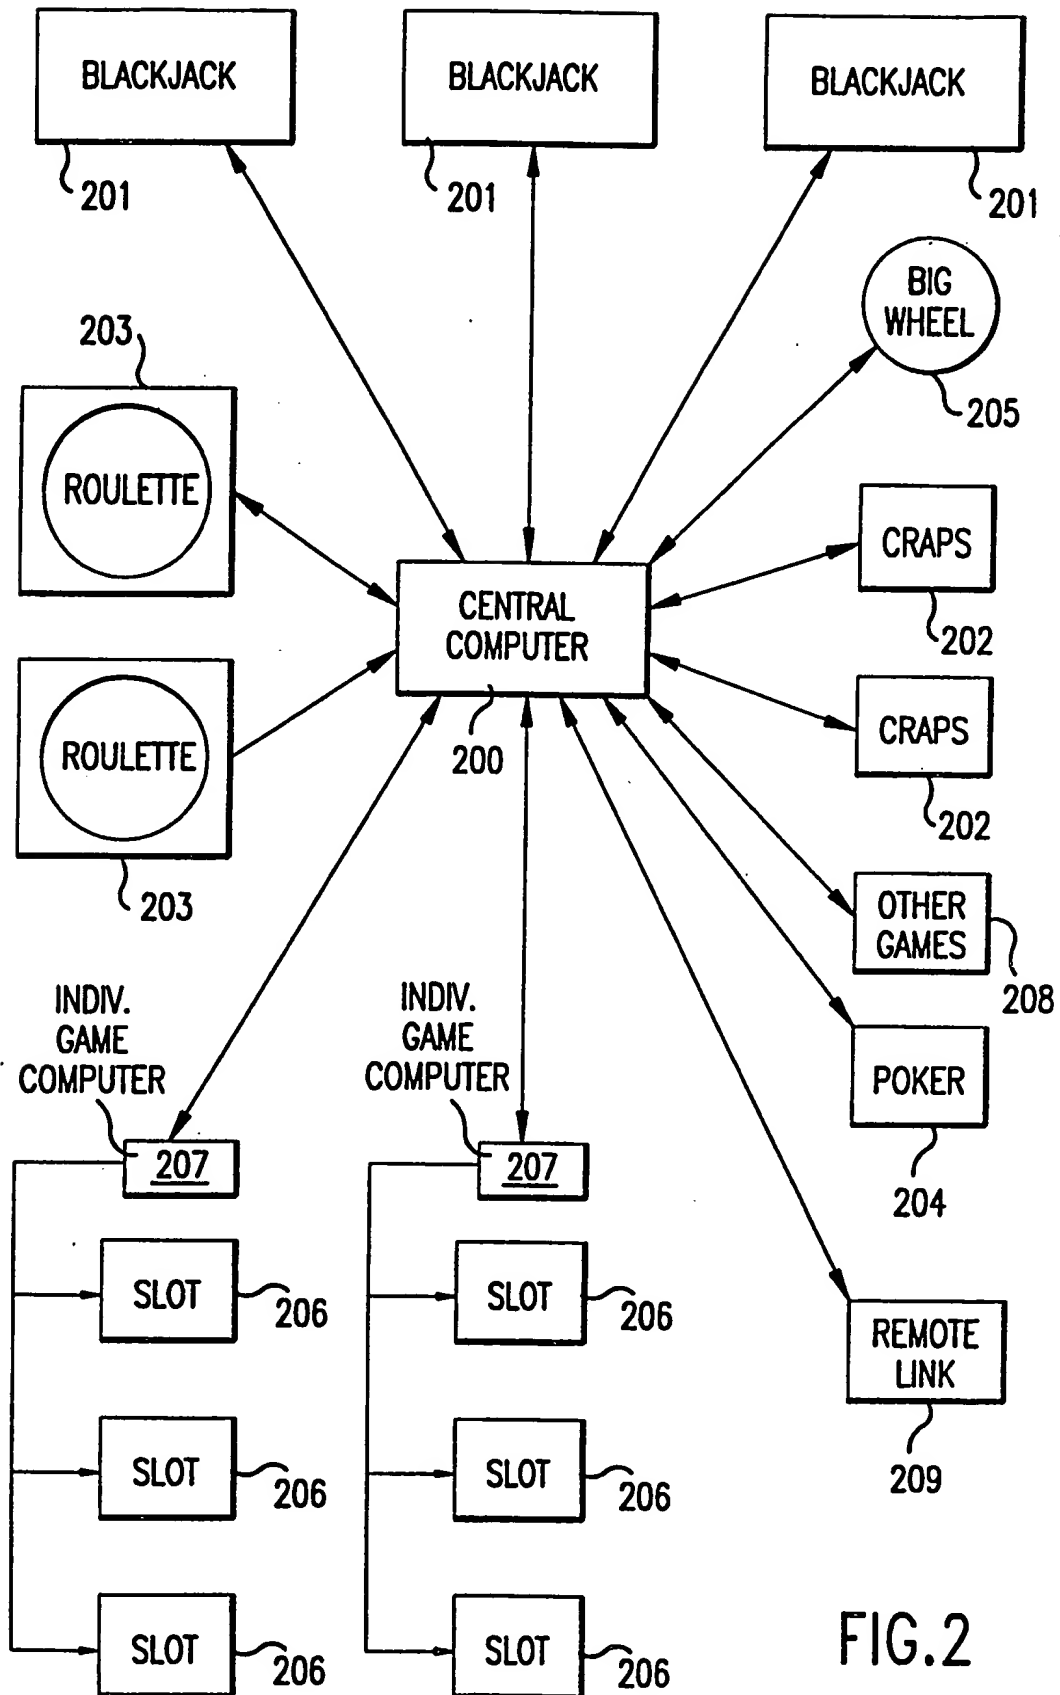 BLACKJACK
BLACKJACK
BLACKJACK
201
201
201
BIG
WHEEL
205
203
ROULETTE
CRAPS
202
CENTRAL
COMPUTER
200
ROULETTE
203
CRAPS
202
OTHER
GAMES
208
POKER
204
INDIV.
GAME
COMPUTER
207
INDIV.
GAME
COMPUTER
207
SLOT
206
SLOT
206
SLOT
206
SLOT
206
SLOT
206
SLOT
206
REMOTE
LINK
209
FIG.2